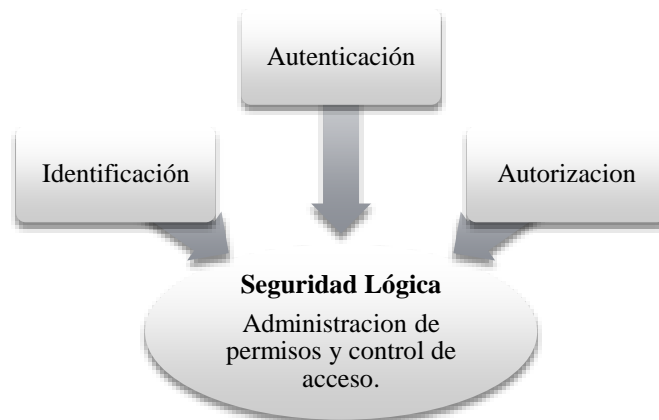 Autenticación
Identificación
Autorizacion
Seguridad Lógica
Administracion de
permisos y control de
acceso.